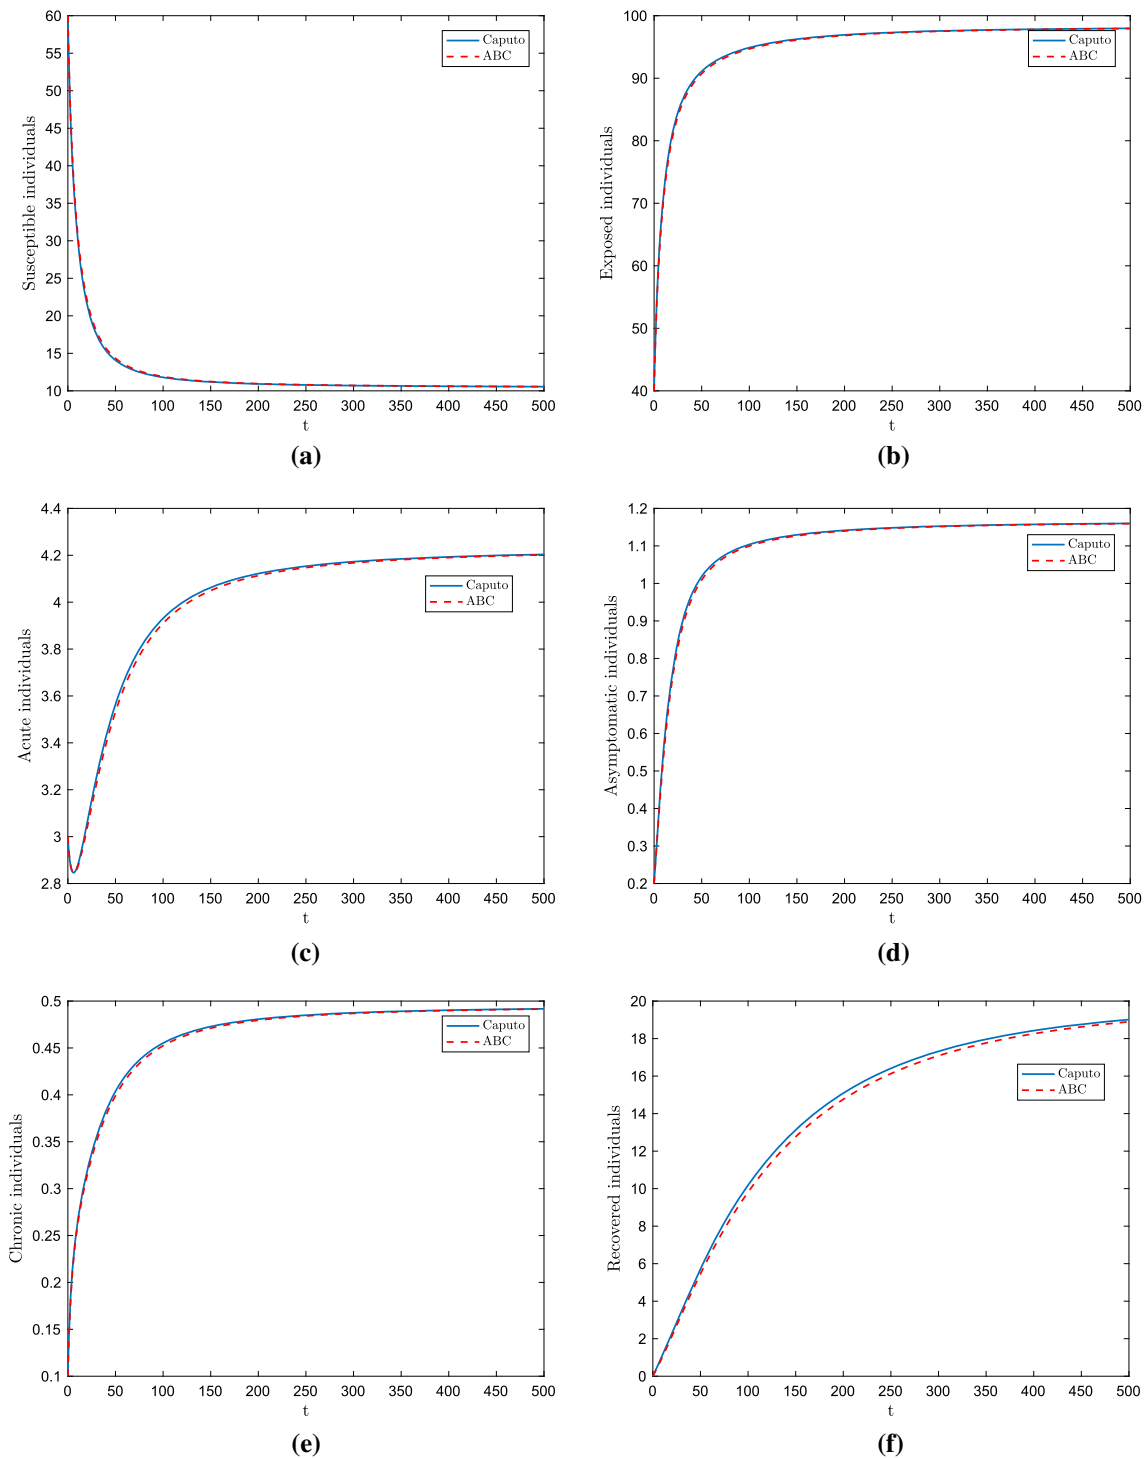 60
55
50
45
40
35
30
25
20
15
10
Susceptible individuals
Caputo
ABC
0 50 100 150 200 250 300 350 400 450 500
t
(a)
100
90
80
70
60
50
40
Exposed individuals
Caputo
ABC
0 50 100 150 200 250 300 350 400 450 500
t
(b)
4.4
4.2
4
3.8
3.6
3.4
3.2
3
2.8
Acute individuals
Caputo
ABC
0 50 100 150 200 250 300 350 400 450 500
t
(c)
1.2
1.1
1
0.9
0.8
0.7
0.6
0.5
0.4
0.3
0.2
Asymptomatic individuals
Caputo
ABC
0 50 100 150 200 250 300 350 400 450 500
t
(d)
0.5
0.45
0.4
0.35
0.3
0.25
0.2
0.15
0.1
Chronic individuals
Caputo
ABC
0 50 100 150 200 250 300 350 400 450 500
t
(e)
20
18
16
14
12
10
8
6
4
2
0
Recovered individuals
Caputo
ABC
0 50 100 150 200 250 300 350 400 450 500
t
(f)